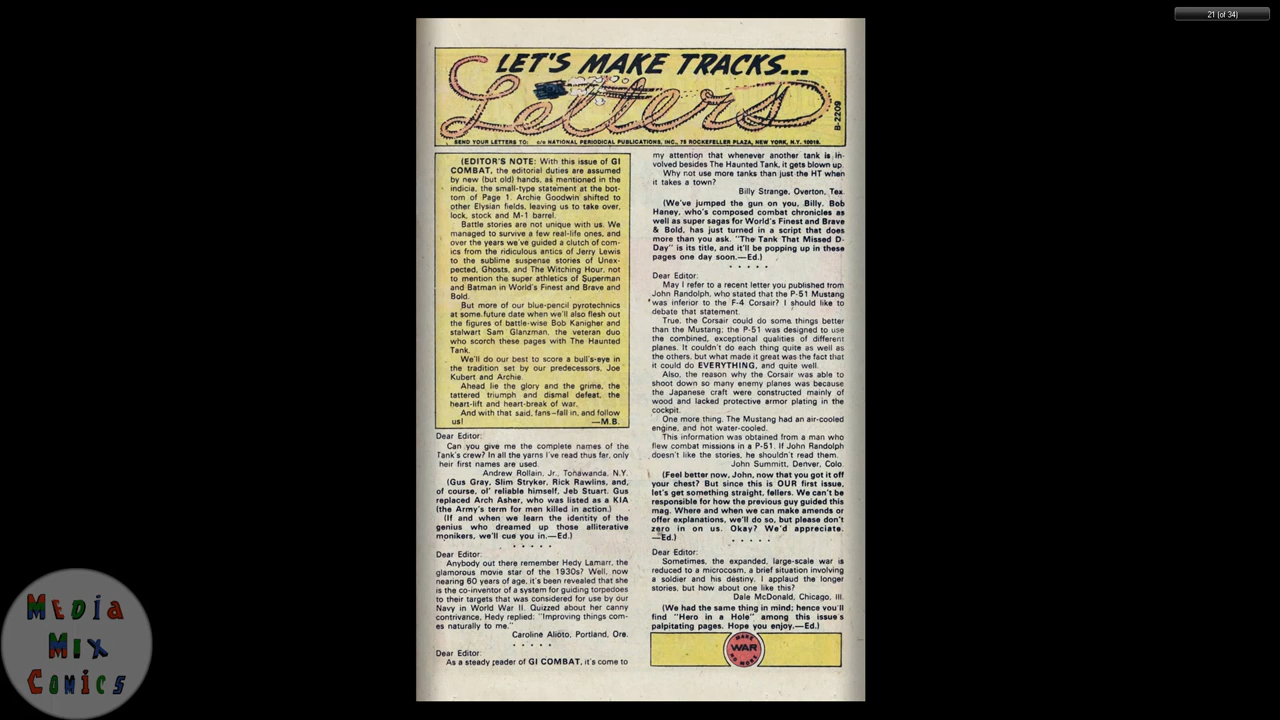 21 (of 34)
LET'S MAKE TRACKS...
Letters
B-2209
SEND YOUR LETTERS TO: c/o NATIONAL PERIODICAL PUBLICATIONS, INC., 75 ROCKEFELLER PLAZA, NEW YORK, N.Y. 10019.
(EDITOR'S NOTE: With this issue of GI
COMBAT, the editorial duties are assumed
by new (but old) hands, as mentioned in the
indicia, the small-type statement at the bot-
tom of Page 1. Archie Goodwin shifted to
other Elysian fields, leaving us to take over,
lock, stock and M-1 barrel.
Battle stories are not unique with us. We
managed to survive a few real-life ones, and
over the years we've guided a clutch of com-
ics from the ridiculous antics of Jerry Lewis
to the sublime suspense stories of Unex-
pected, Ghosts, and The Witching Hour, not
to mention the super athletics of Superman
and Batman in World's Finest and Brave and
Bold.
But more of our blue-pencil pyrotechnics
at some future date when we'll also flesh out
the figures of battle-wise Bob Kanigher and
stalwart Sam Glanzman, the veteran duo
who scorch these pages with The Haunted
Tank.
We'll do our best to score a bull's-eye in
the tradition set by our predecessors, Joe
Kubert and Archie.
Ahead lie the glory and the grime, the
tattered triumph and dismal defeat, the
heart-lift and heart-break of war.
And with that said, fans—fall in, and follow
us! —M.B.
Dear Editor:
Can you give me the complete names of the
Tank's crew? In all the yarns I've read thus far, only
heir first names are used.
Andrew Rollain, Jr., Tonawanda, N.Y.
(Gus Gray, Slim Stryker, Rick Rawlins, and,
of course, ol' reliable himself, Jeb Stuart. Gus
replaced Arch Asher, who was listed as a KIA
(the Army's term for men killed in action.)
(If and when we learn the identity of the
genius who dreamed up those alliterative
monikers, we'll cue you in.—Ed.)
. . . . .
Dear Editor:
Anybody out there remember Hedy Lamarr, the
glamorous movie star of the 1930s? Well, now
nearing 60 years of age, it's been revealed that she
is the co-inventor of a system for guiding torpedoes
to their targets that was considered for use by our
Navy in World War II. Quizzed about her canny
contrivance, Hedy replied: "Improving things com-
es naturally to me."
Caroline Alioto, Portland, Ore.
. . . . .
Dear Editor:
As a steady reader of GI COMBAT, it's come to
my attention that whenever another tank is in-
volved besides The Haunted Tank, it gets blown up.
Why not use more tanks than just the HT when
it takes a town?
Billy Strange, Overton, Tex.
(We've jumped the gun on you, Billy. Bob
Haney, who's composed combat chronicles as
well as super sagas for World's Finest and Brave
& Bold, has just turned in a script that does
more than you ask. "The Tank That Missed D-
Day" is its title, and it'll be popping up in these
pages one day soon.—Ed.)
. . . . .
Dear Editor:
May I refer to a recent letter you published from
John Randolph, who stated that the P-51 Mustang
was inferior to the F-4 Corsair? I should like to
debate that statement.
True, the Corsair could do some things better
than the Mustang; the P-51 was designed to use
the combined, exceptional qualities of different
planes. It couldn't do each thing quite as well as
the others, but what made it great was the fact that
it could do EVERYTHING, and quite well.
Also, the reason why the Corsair was able to
shoot down so many enemy planes was because
the Japanese craft were constructed mainly of
wood and lacked protective armor plating in the
cockpit.
One more thing. The Mustang had an air-cooled
engine, and not water-cooled.
This information was obtained from a man who
flew combat missions in a P-51. If John Randolph
doesn't like the stories, he shouldn't read them.
John Summitt, Denver, Colo.
(Feel better now, John, now that you got it off
your chest? But since this is OUR first issue,
let's get something straight, fellers. We can't be
responsible for how the previous guy guided this
mag. Where and when we can make amends or
offer explanations, we'll do so, but please don't
zero in on us. Okay? We'd appreciate.
—Ed.)
. . . . .
Dear Editor:
Sometimes, the expanded, large-scale war is
reduced to a microcosm, a brief situation involving
a soldier and his destiny. I applaud the longer
stories, but how about one like this?
Dale McDonald, Chicago, Ill.
(We had the same thing in mind; hence you'll
find "Hero in a Hole" among this issue's
palpitating pages. Hope you enjoy.—Ed.)
MAKE
WAR
NO MORE
MEDIA
MIX
COMICS